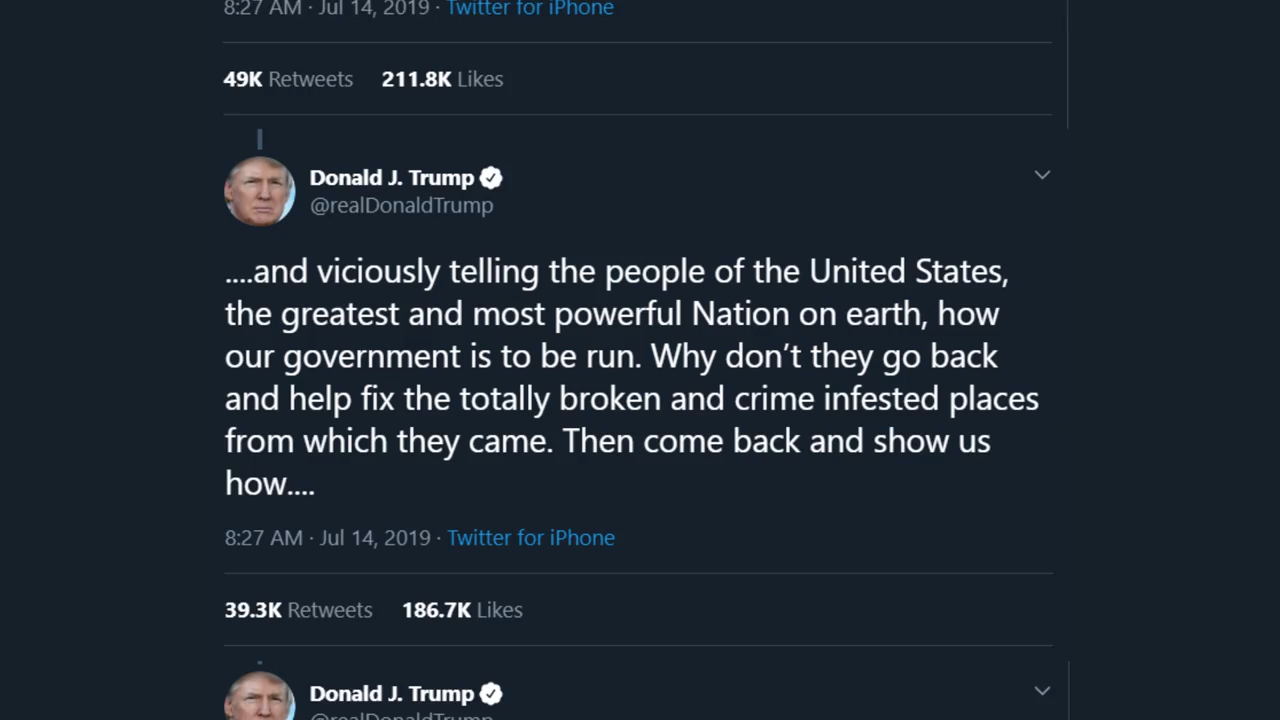 8:27 AM · Jul 14, 2019 · Twitter for iPhone
49K Retweets 211.8K Likes
Donald J. Trump
@realDonaldTrump
....and viciously telling the people of the United States,
the greatest and most powerful Nation on earth, how
our government is to be run. Why don’t they go back
and help fix the totally broken and crime infested places
from which they came. Then come back and show us
how....
8:27 AM · Jul 14, 2019 · Twitter for iPhone
39.3K Retweets 186.7K Likes
Donald J. Trump
@realDonaldTrump